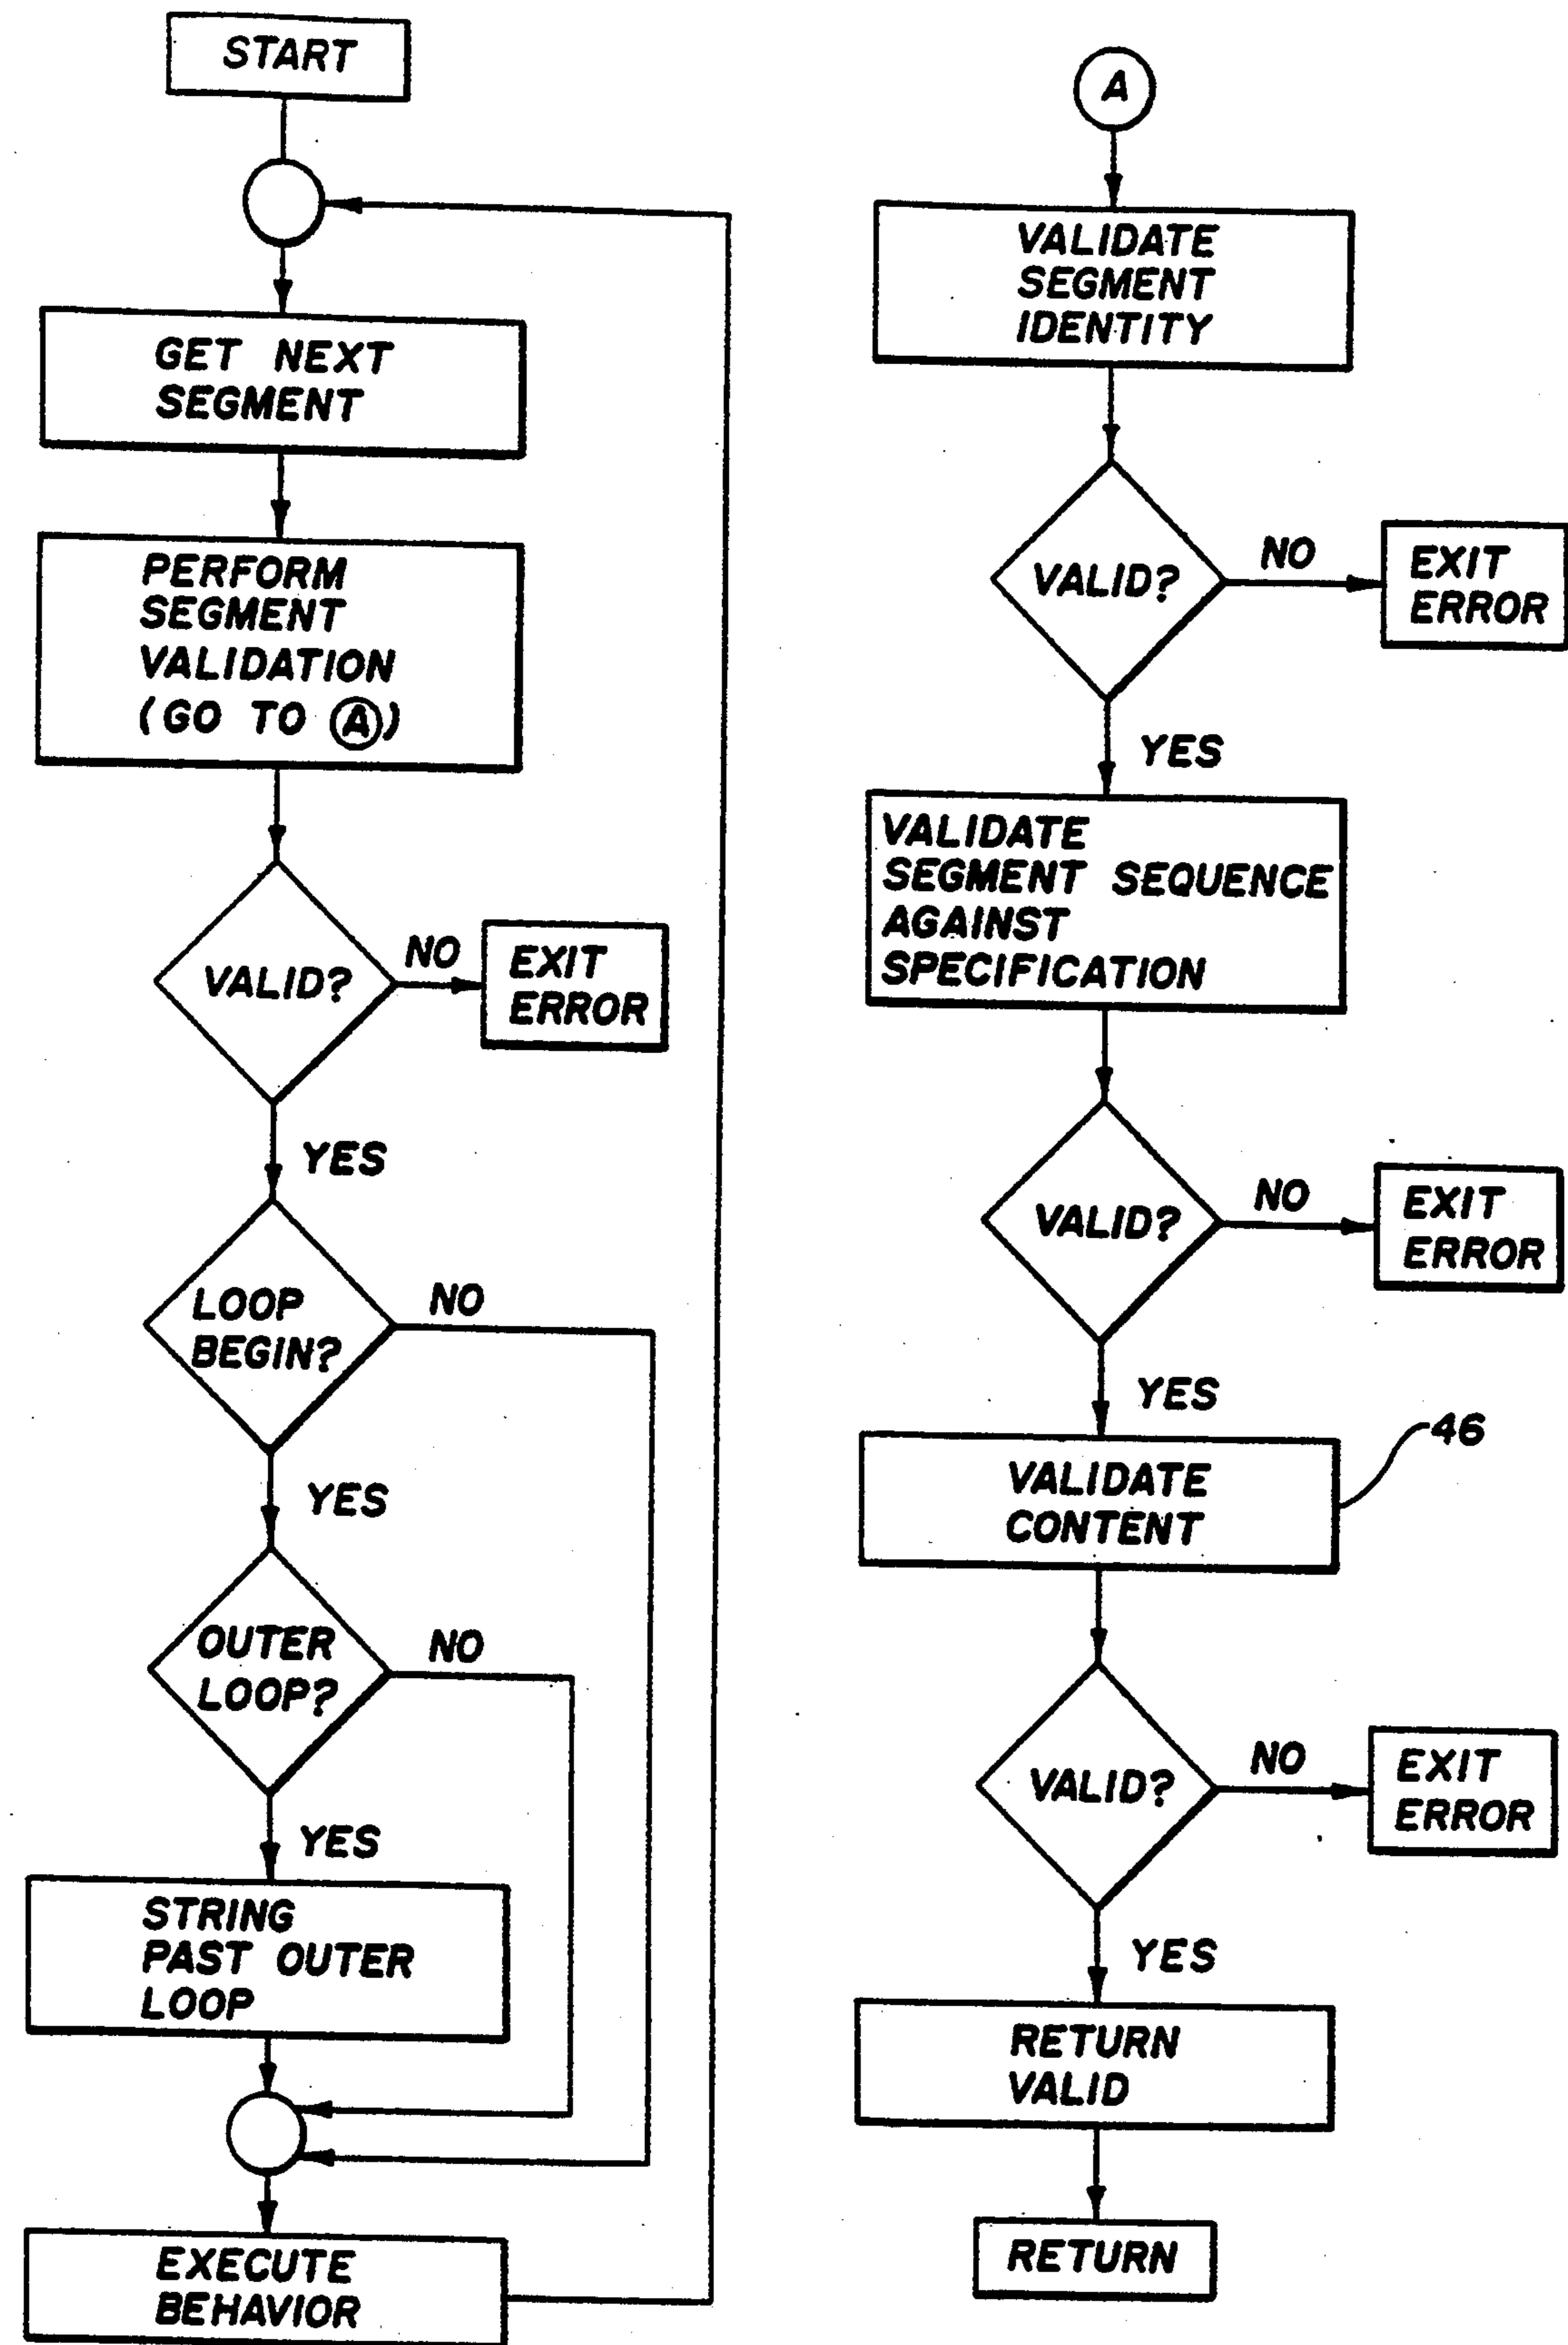 START
GET NEXT
SEGMENT
PERFORM
SEGMENT
VALIDATION
(GO TO A)
VALID?
NO
EXIT
ERROR
YES
LOOP
BEGIN?
NO
YES
OUTER
LOOP?
NO
YES
STRING
PAST OUTER
LOOP
EXECUTE
BEHAVIOR
A
VALIDATE
SEGMENT
IDENTITY
VALID?
NO
EXIT
ERROR
YES
VALIDATE
SEGMENT SEQUENCE
AGAINST
SPECIFICATION
VALID?
NO
EXIT
ERROR
YES
VALIDATE
CONTENT
46
VALID?
NO
EXIT
ERROR
YES
RETURN
VALID
RETURN